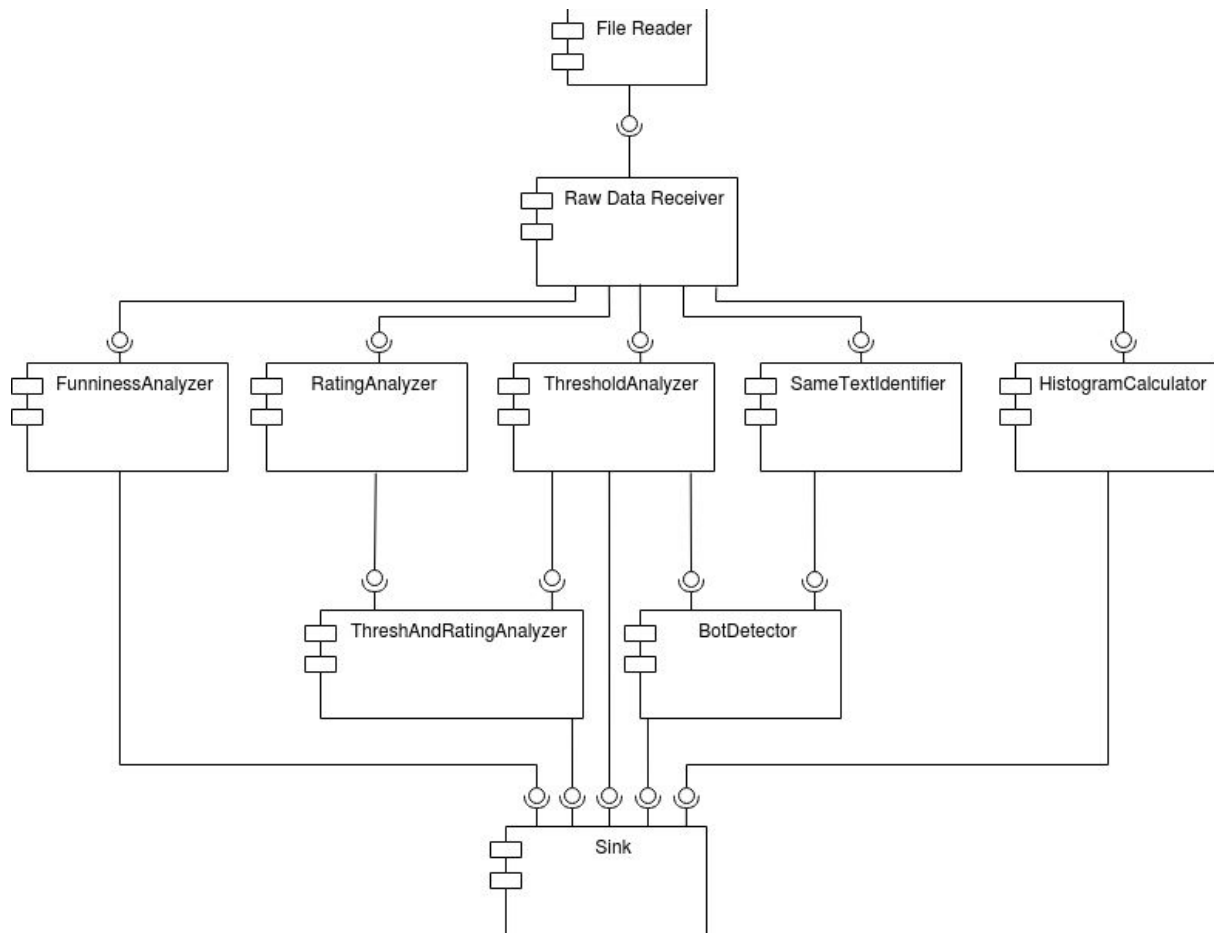 File Reader
Raw Data Receiver
FunninessAnalyzer
RatingAnalyzer
ThresholdAnalyzer
SameTextIdentifier
HistogramCalculator
ThreshAndRatingAnalyzer
BotDetector
Sink